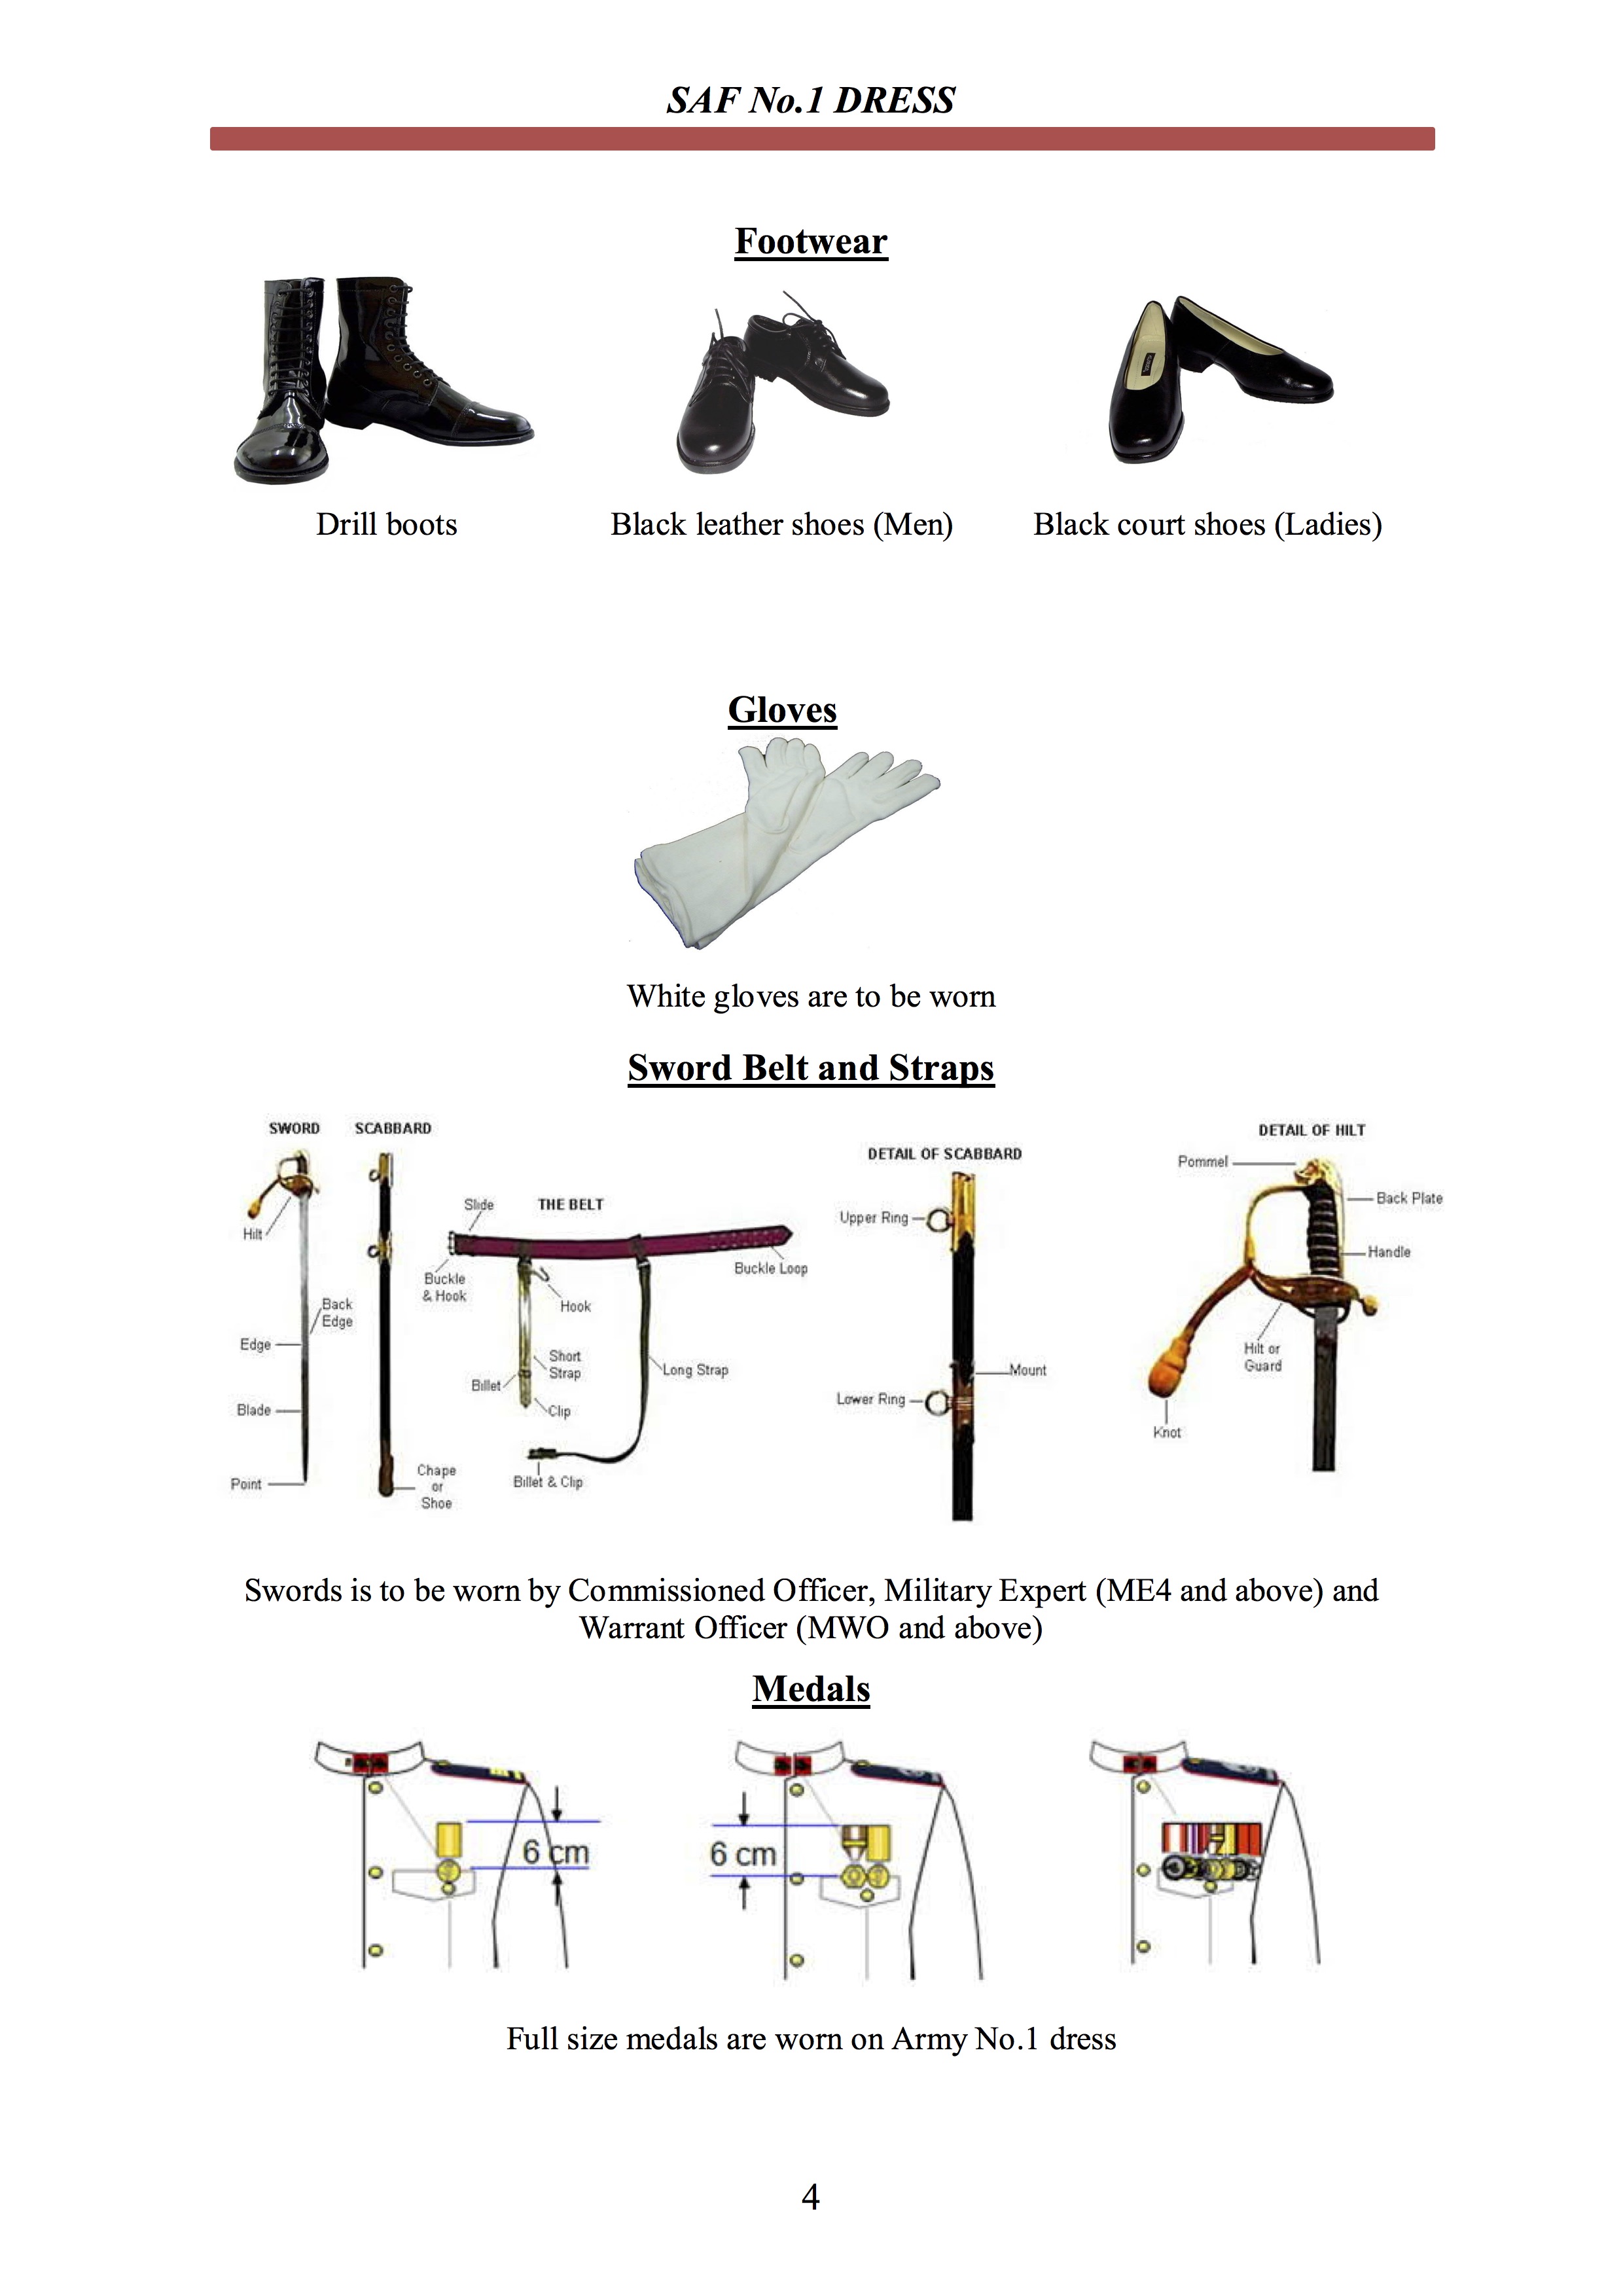 SAF No.1 DRESS
Footwear
Drill boots
Black leather shoes (Men)
Black court shoes (Ladies)
Gloves
White gloves are to be worn
Sword Belt and Straps
SWORD
Hilt
Back
Edge
Edge
Blade
Point
SCABBARD
Chape
or
Shoe
THE BELT
Slide
Buckle
& Hook
Hook
Buckle Loop
Short
Strap
Billet
Clip
Long Strap
Billet & Clip
DETAIL OF SCABBARD
Upper Ring
Mount
Lower Ring
DETAIL OF HILT
Pommel
Back Plate
Handle
Hilt or
Guard
Knot
Swords is to be worn by Commissioned Officer, Military Expert (ME4 and above) and
Warrant Officer (MWO and above)
Medals
6 cm
6 cm
Full size medals are worn on Army No.1 dress
4